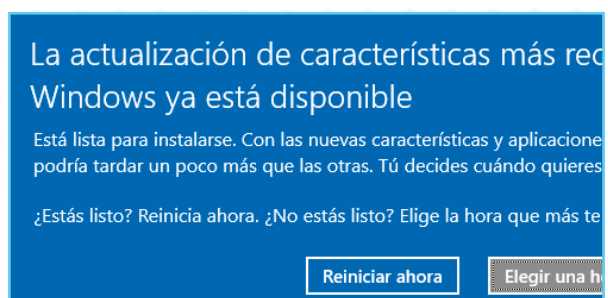 La actualización de características más rec
Windows ya está disponible
Está lista para instalarse. Con las nuevas características y aplicacione
podría tardar un poco más que las otras. Tú decides cuándo quieres
¿Estás listo? Reinicia ahora. ¿No estás listo? Elige la hora que más te
Reiniciar ahora
Elegir una h